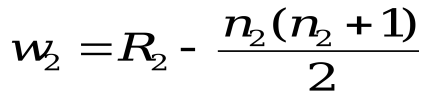 w₂ = R₂ - n₂(n₂ + 1)/2